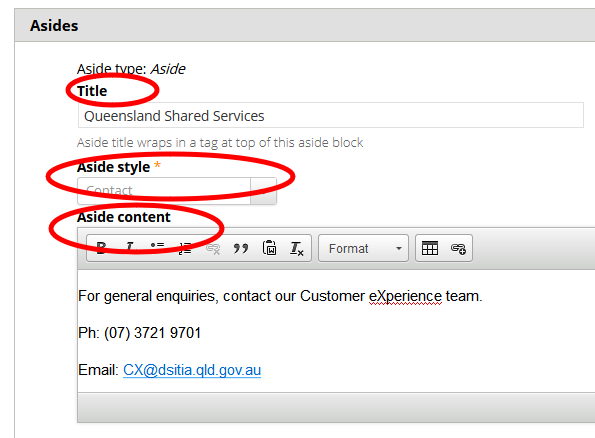 Asides
Aside type: Aside
Title
Queensland Shared Services
Aside title wraps in a tag at top of this aside block
Aside style *
Contact
Aside content
B I Format
For general enquiries, contact our Customer eXperience team.
Ph: (07) 3721 9701
Email: CX@dsitia.qld.gov.au